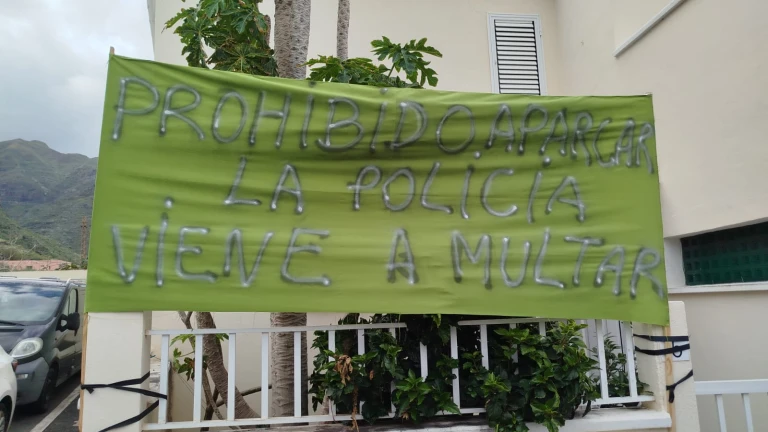 PROHIBIDO APARCAR
LA POLICIA
VIENE A MULTAR